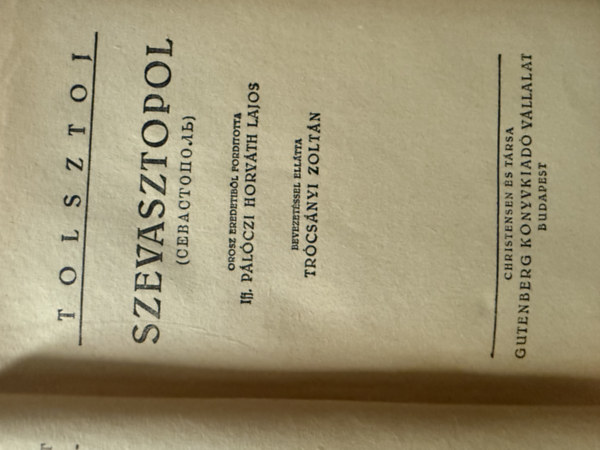 TOLSZTOJ
SZEVASZTOPOL
(СЕВАСТОПОЛЬ)
OROSZ EREDETIBŐL FORDÍTOTTA
Ifj. PÁLÓCZI HORVÁTH LAJOS
BEVEZETÉSSEL ELLÁTTA
TRÓCSÁNYI ZOLTÁN
CHRISTENSEN ÉS TÁRSA
GUTENBERG KÖNYVKIADÓ VÁLLALAT
BUDAPEST